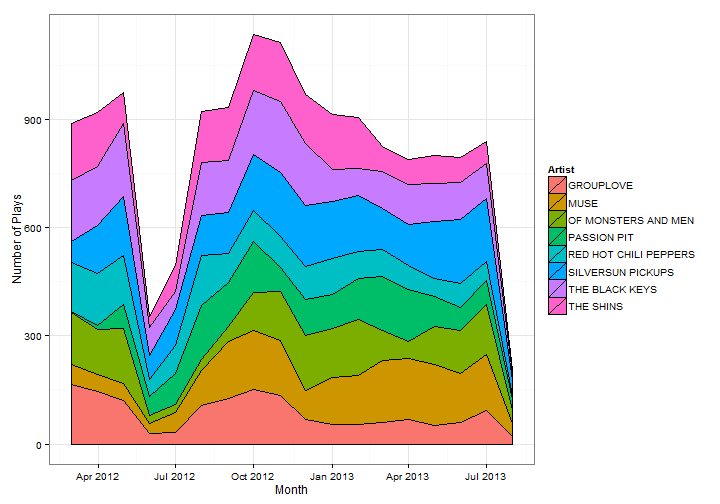 900
600
300
0
Number of Plays
Apr 2012
Jul 2012
Oct 2012
Jan 2013
Apr 2013
Jul 2013
Month
Artist
GROUPLOVE
MUSE
OF MONSTERS AND MEN
PASSION PIT
RED HOT CHILI PEPPERS
SILVERSUN PICKUPS
THE BLACK KEYS
THE SHINS